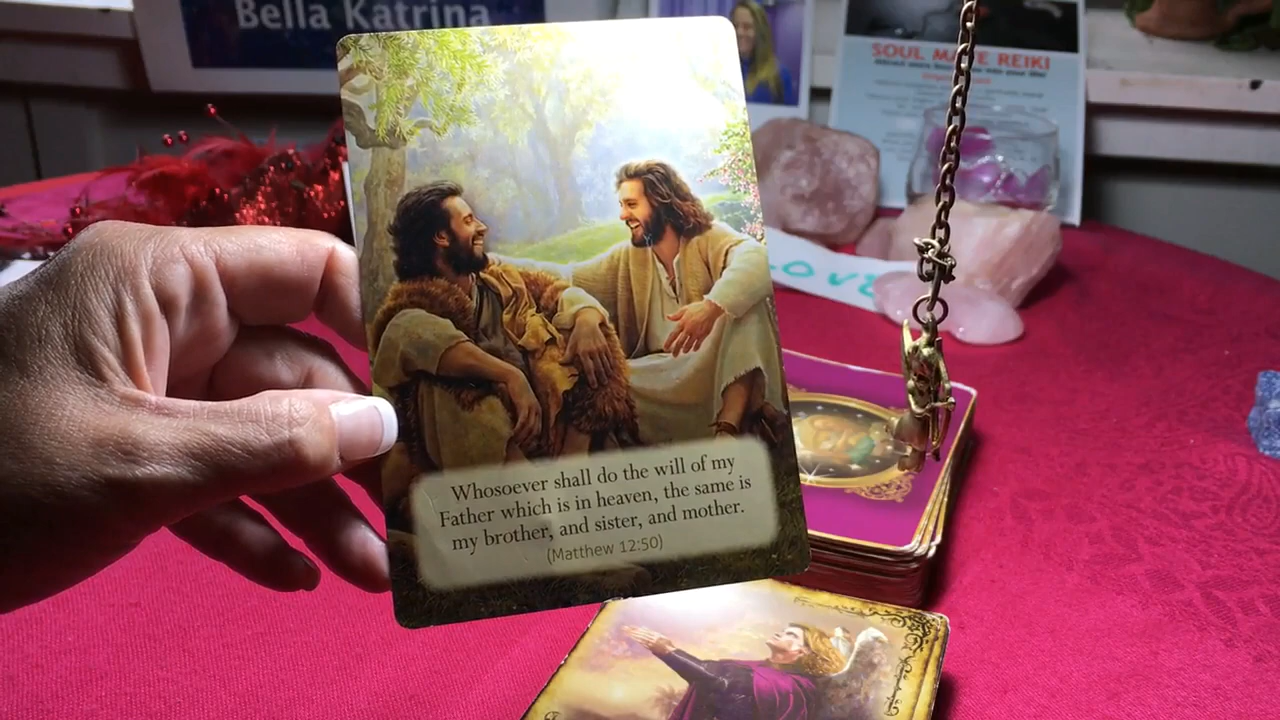 Bella Katrina
SOUL MATE REIKI
LOVE
Whosoever shall do the will of my
Father which is in heaven, the same is
my brother, and sister, and mother.
(Matthew 12:50)